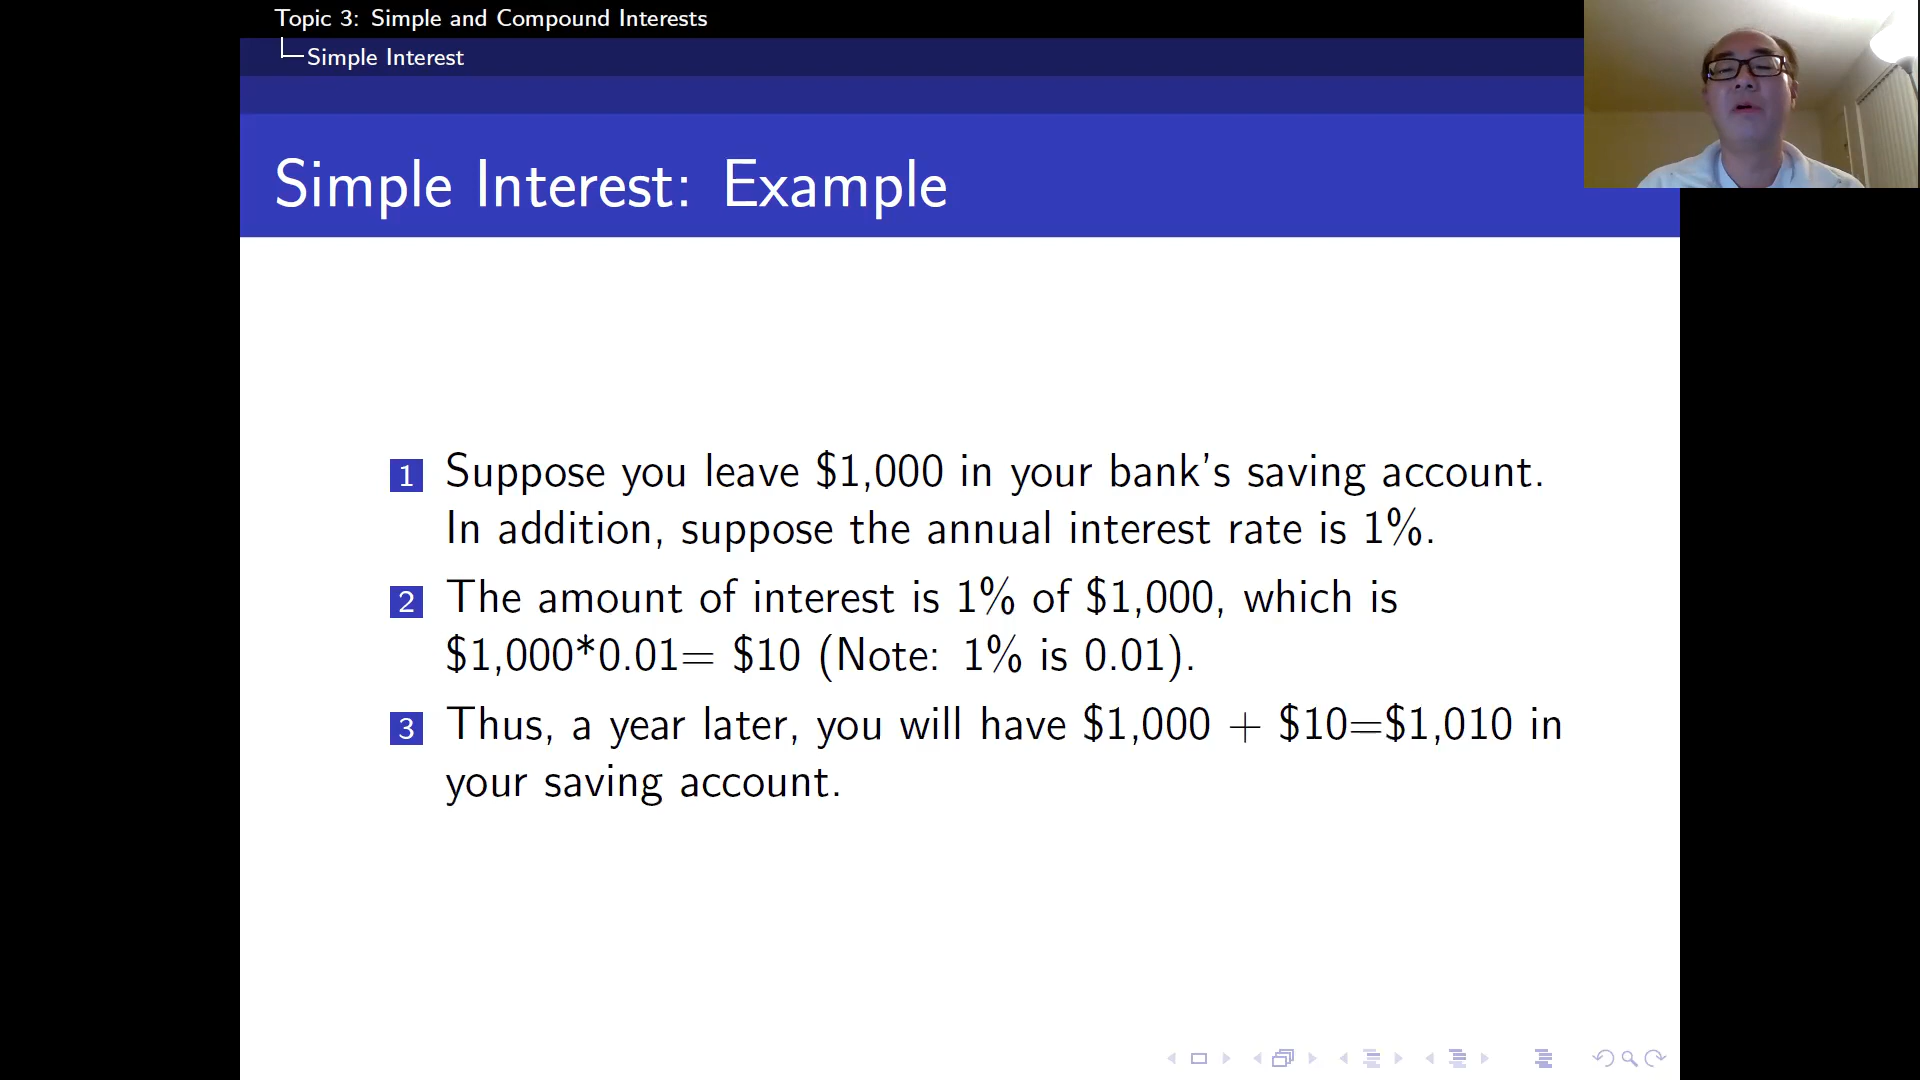 Topic 3: Simple and Compound Interests
Simple Interest
Simple Interest: Example
1 Suppose you leave $1,000 in your bank's saving account.
In addition, suppose the annual interest rate is 1%.
2 The amount of interest is 1% of $1,000, which is
$1,000*0.01= $10 (Note: 1% is 0.01).
3 Thus, a year later, you will have $1,000 + $10=$1,010 in
your saving account.